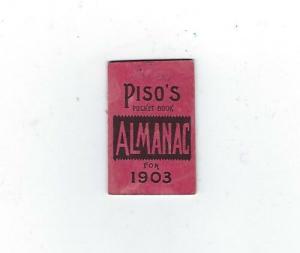 PISO'S
POCKET BOOK
ALMANAC
FOR
1903